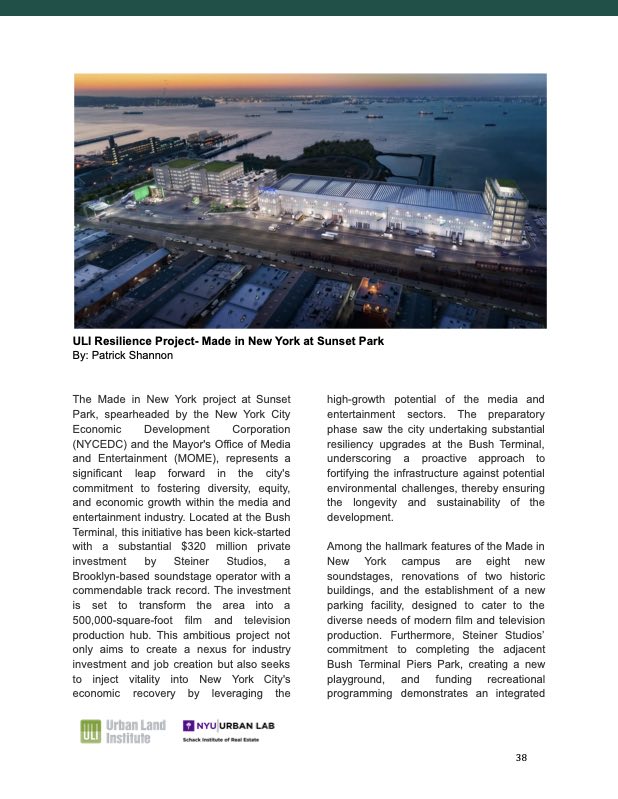 ULI Resilience Project- Made in New York at Sunset Park
By: Patrick Shannon
The Made in New York project at Sunset
Park, spearheaded by the New York City
Economic Development Corporation
(NYCEDC) and the Mayor's Office of Media
and Entertainment (MOME), represents a
significant leap forward in the city's
commitment to fostering diversity, equity,
and economic growth within the media and
entertainment industry. Located at the Bush
Terminal, this initiative has been kick-started
with a substantial $320 million private
investment by Steiner Studios, a
Brooklyn-based soundstage operator with a
commendable track record. The investment
is set to transform the area into a
500,000-square-foot film and television
production hub. This ambitious project not
only aims to create a nexus for industry
investment and job creation but also seeks
to inject vitality into New York City's
economic recovery by leveraging the
high-growth potential of the media and
entertainment sectors. The preparatory
phase saw the city undertaking substantial
resiliency upgrades at the Bush Terminal,
underscoring a proactive approach to
fortifying the infrastructure against potential
environmental challenges, thereby ensuring
the longevity and sustainability of the
development.
Among the hallmark features of the Made in
New York campus are eight new
soundstages, renovations of two historic
buildings, and the establishment of a new
parking facility, designed to cater to the
diverse needs of modern film and television
production. Furthermore, Steiner Studios'
commitment to completing the adjacent
Bush Terminal Piers Park, creating a new
playground, and funding recreational
programming demonstrates an integrated
ULI Urban Land
Institute
NYU URBAN LAB
Schack Institute of Real Estate
38